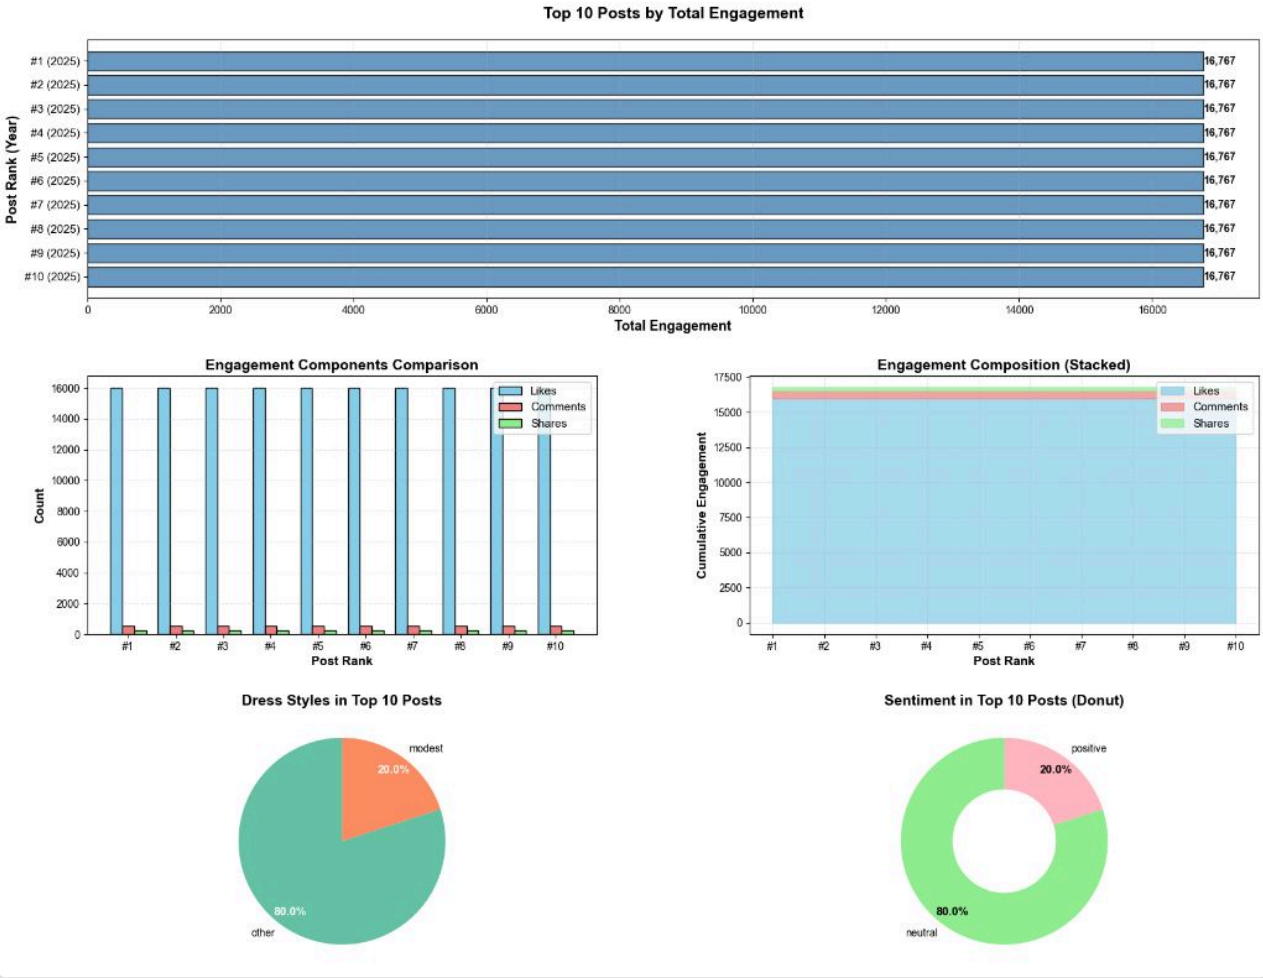 Top 10 Posts by Total Engagement
Post Rank (Year)
#1 (2025) 16,767
#2 (2025) 16,767
#3 (2025) 16,767
#4 (2025) 16,767
#5 (2025) 16,767
#6 (2025) 16,767
#7 (2025) 16,767
#8 (2025) 16,767
#9 (2025) 16,767
#10 (2025) 16,767
0 2000 4000 6000 8000 10000 12000 14000 16000
Total Engagement
Engagement Components Comparison
Count
16000
14000
12000
10000
8000
6000
4000
2000
0
Likes
Comments
Shares
#1 #2 #3 #4 #5 #6 #7 #8 #9 #10
Post Rank
Engagement Composition (Stacked)
Cumulative Engagement
17500
15000
12500
10000
7500
5000
2500
0
Likes
Comments
Shares
#1 #2 #3 #4 #5 #6 #7 #8 #9 #10
Post Rank
Dress Styles in Top 10 Posts
modest
20.0%
80.0%
other
Sentiment in Top 10 Posts (Donut)
positive
20.0%
80.0%
neutral